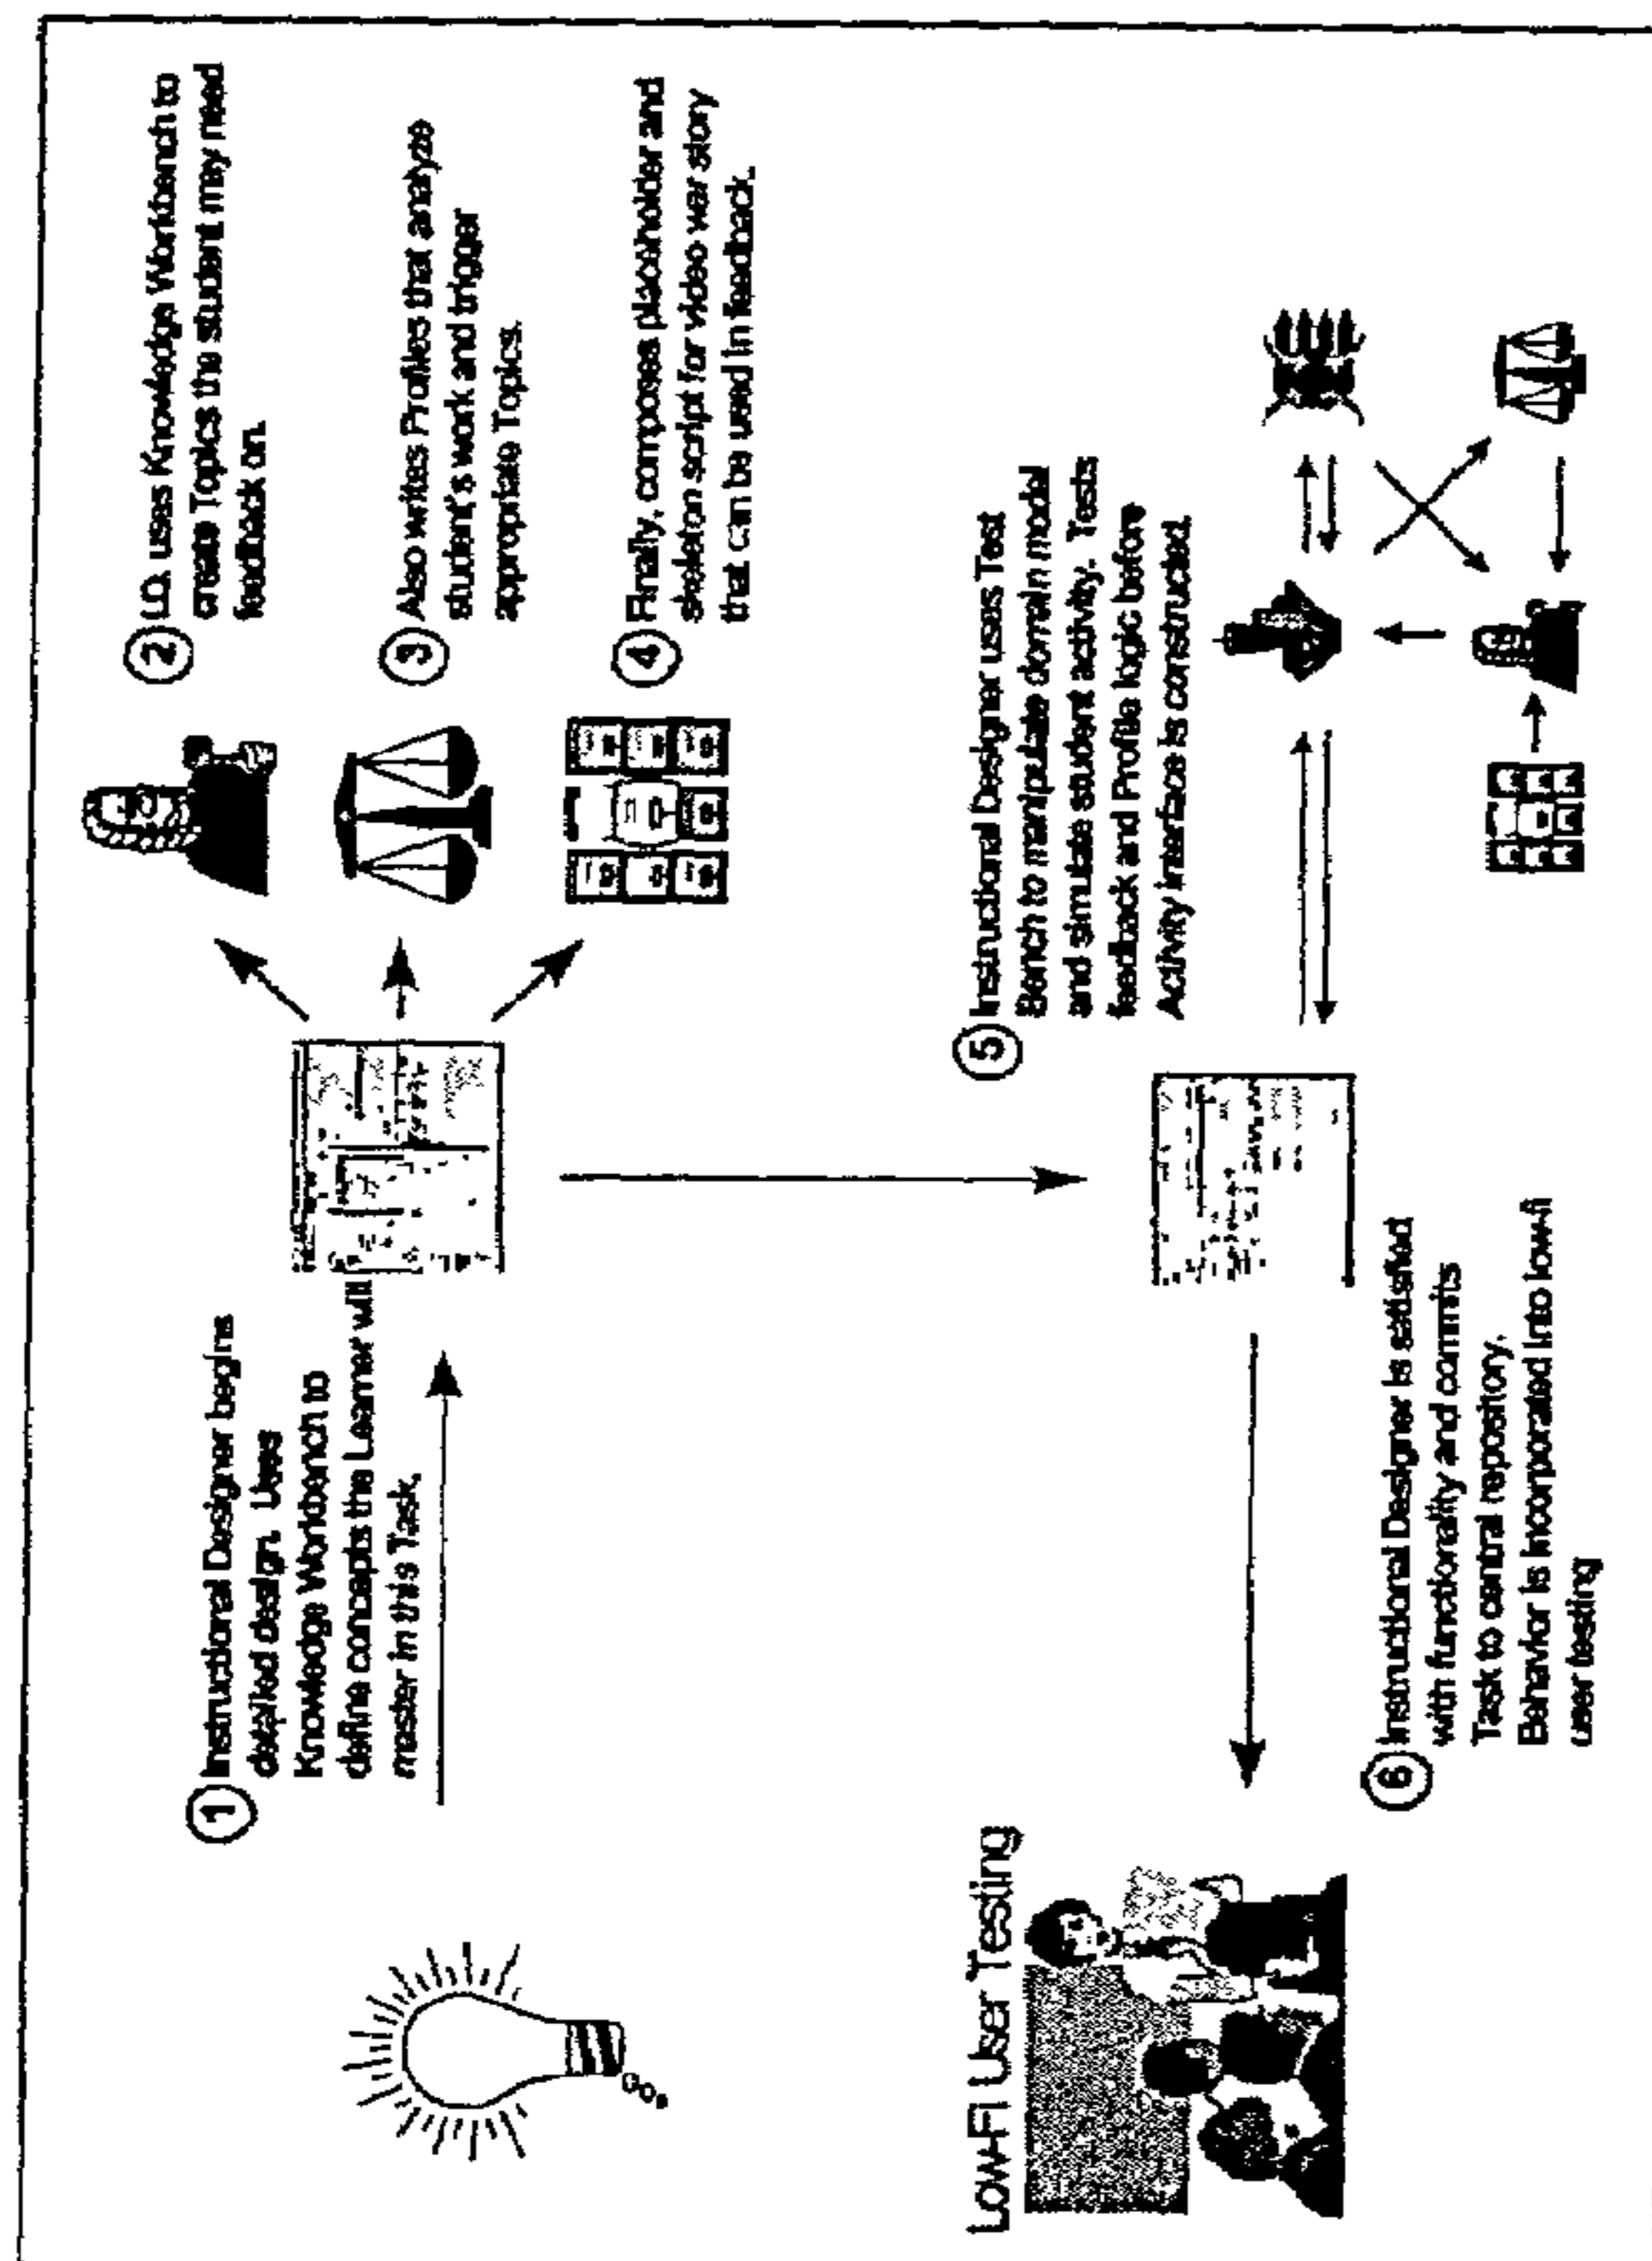 1 Instructional Designer begins
detailed design. Uses
Knowledge Workbench to
define concepts the Learner will
master in this Task.
2 I.D. uses Knowledge Workbench to
create Topics the student may need
feedback on.
3 Also writes Profiles that analyze
student's work and trigger
appropriate Topics.
4 Finally, composes placeholder and
skeleton script for video war story
that can be used in feedback.
5 Instructional Designer uses Test
Bench to manipulate domain model
and simulate student activity. Tests
feedback and Profile logic before
Activity interface is constructed.
Low-Fi User Testing
6 Instructional Designer is satisfied
with functionality and commits
Task to central repository.
Behavior is incorporated into low-fi
user testing